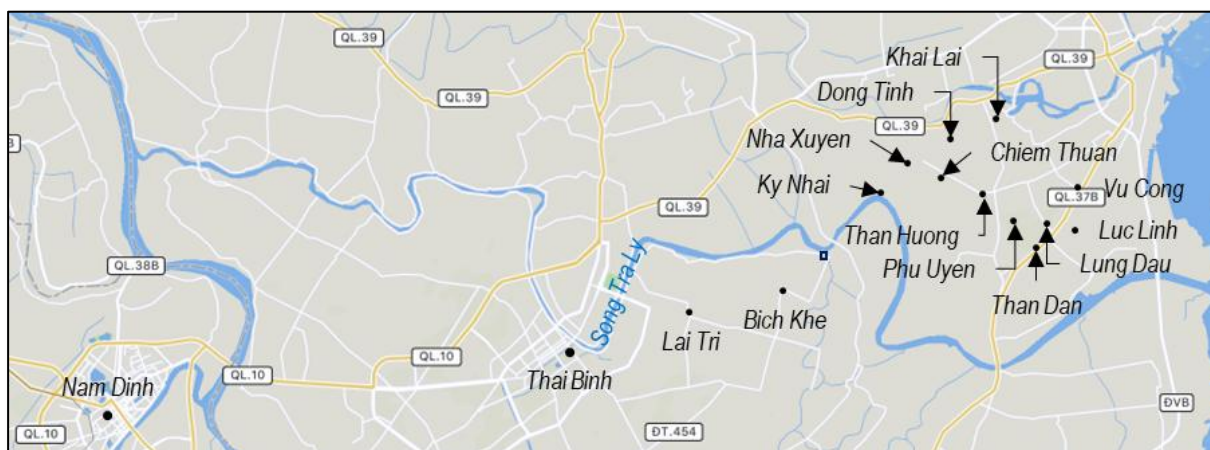 QL.39
QL.39
QL.39
Khai Lai
Dong Tinh
QL.39
Nha Xuyen
Chiem Thuan
Ky Nhai
Vu Cong
QL.37B
QL.39
Than Huong
Luc Linh
Phu Uyen
Lung Dau
QL.38B
Song Tra Ly
Than Dan
Bich Khe
Lai Tri
QL.10
Thai Binh
QL.10
Nam Dinh
ĐVB
QL.10
ĐT.454